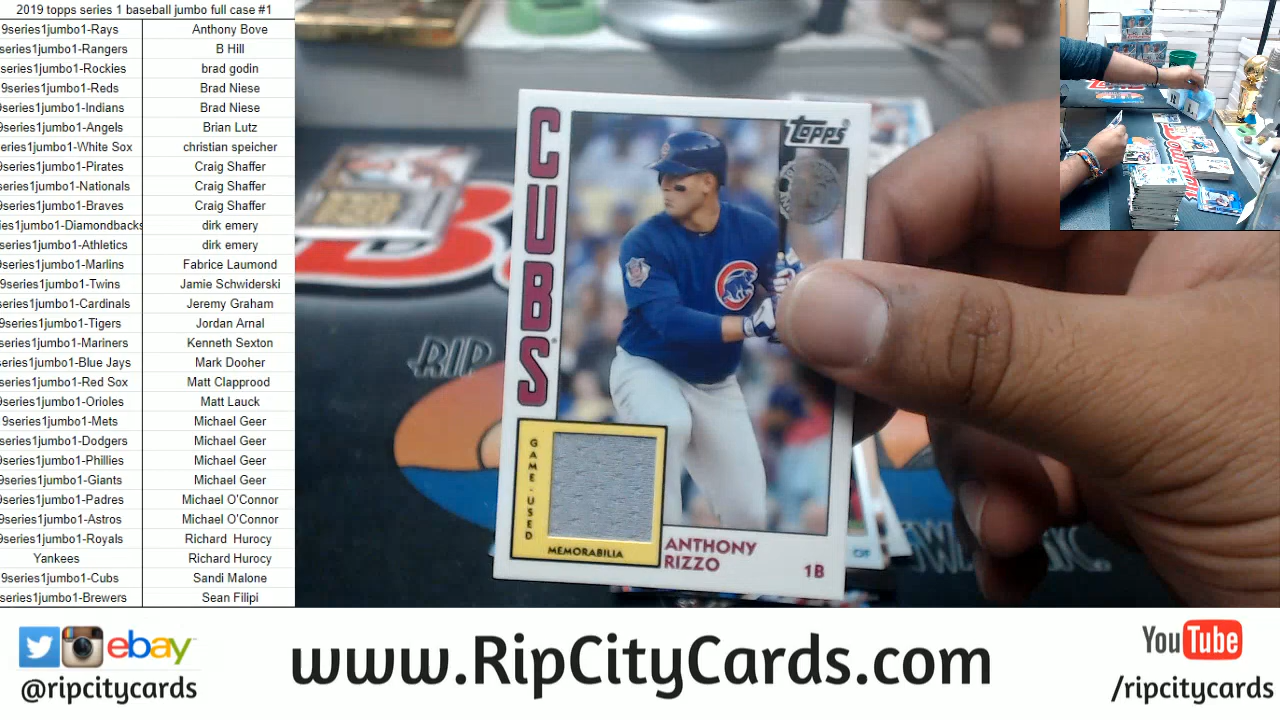 2019 topps series 1 baseball jumbo full case #1
9series1jumbo1-Rays Anthony Bove
series1jumbo1-Rangers B Hill
series1jumbo1-Rockies brad godin
9series1jumbo1-Reds Brad Niese
9series1jumbo1-Indians Brad Niese
9series1jumbo1-Angels Brian Lutz
eries1jumbo1-White Sox christian speicher
series1jumbo1-Pirates Craig Shaffer
series1jumbo1-Nationals Craig Shaffer
9series1jumbo1-Braves Craig Shaffer
ies1jumbo1-Diamondbacks dirk emery
series1jumbo1-Athletics dirk emery
series1jumbo1-Marlins Fabrice Laumond
9series1jumbo1-Twins Jamie Schwiderski
eries1jumbo1-Cardinals Jeremy Graham
9series1jumbo1-Tigers Jordan Arnal
series1jumbo1-Mariners Kenneth Sexton
series1jumbo1-Blue Jays Mark Dooher
series1jumbo1-Red Sox Matt Clapprood
series1jumbo1-Orioles Matt Lauck
9series1jumbo1-Mets Michael Geer
series1jumbo1-Dodgers Michael Geer
series1jumbo1-Phillies Michael Geer
9series1jumbo1-Giants Michael Geer
series1jumbo1-Padres Michael O'Connor
9series1jumbo1-Astros Michael O'Connor
9series1jumbo1-Royals Richard Hurocy
Yankees Richard Hurocy
9series1jumbo1-Cubs Sandi Malone
series1jumbo1-Brewers Sean Filipi
CUBS
Topps
GAME-USED
MEMORABILIA
ANTHONY
RIZZO
1B
RIP
OF
ebay
@ripcitycards
www.RipCityCards.com
YouTube
/ripcitycards